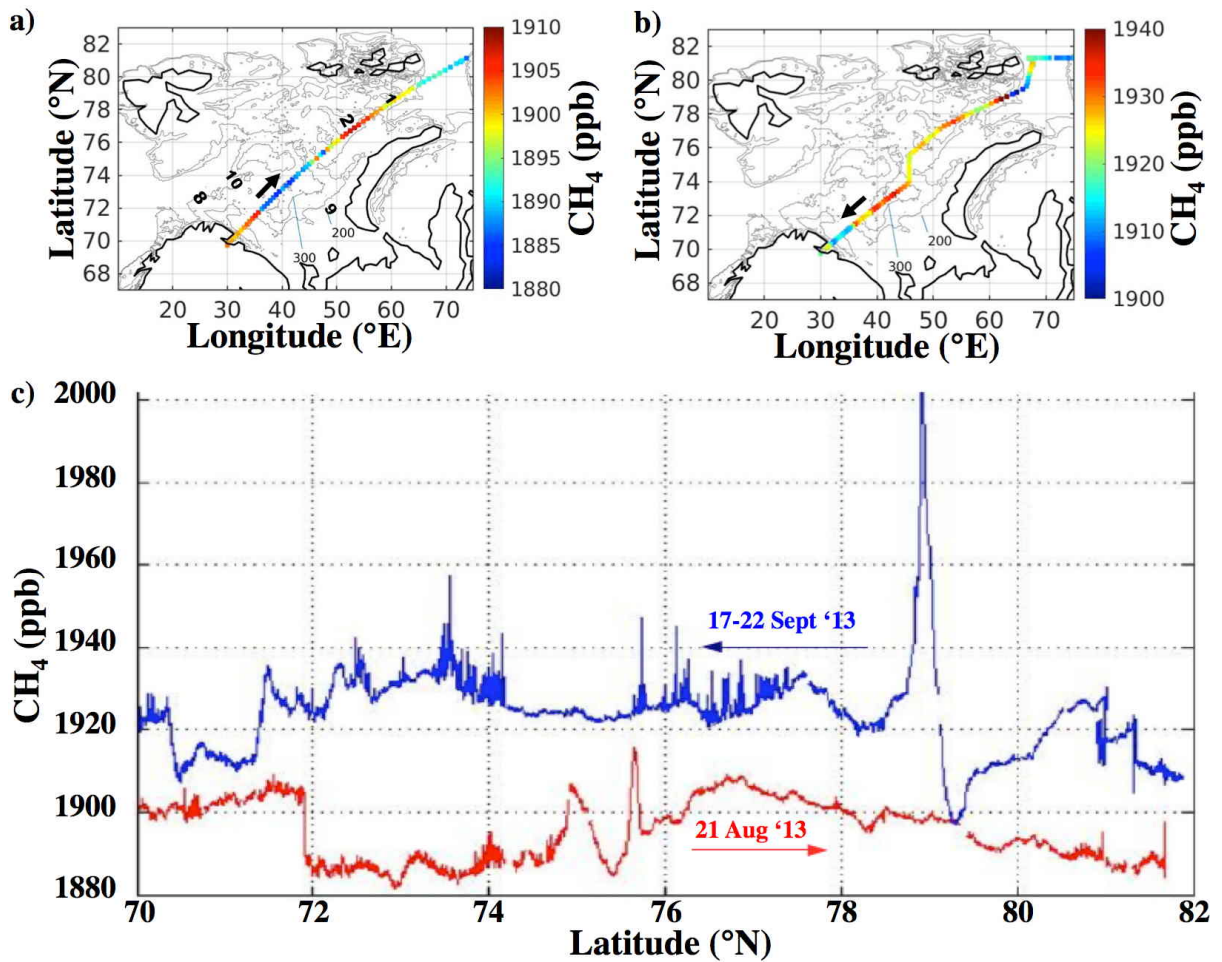 a)
82
80
78
76
74
72
70
68
Latitude (°N)
10 20 30 40 50 60 70
Longitude (°E)
1
2
10
8
9
200
300
1910
1905
1900
1895
1890
1885
1880
CH4 (ppb)
b)
82
80
78
76
74
72
70
68
Latitude (°N)
10 20 30 40 50 60 70
Longitude (°E)
200
300
1940
1930
1920
1910
1900
CH4 (ppb)
c)
2000
1980
1960
1940
1920
1900
1880
CH4 (ppb)
17-22 Sept ‘13
21 Aug ‘13
70 72 74 76 78 80 82
Latitude (°N)